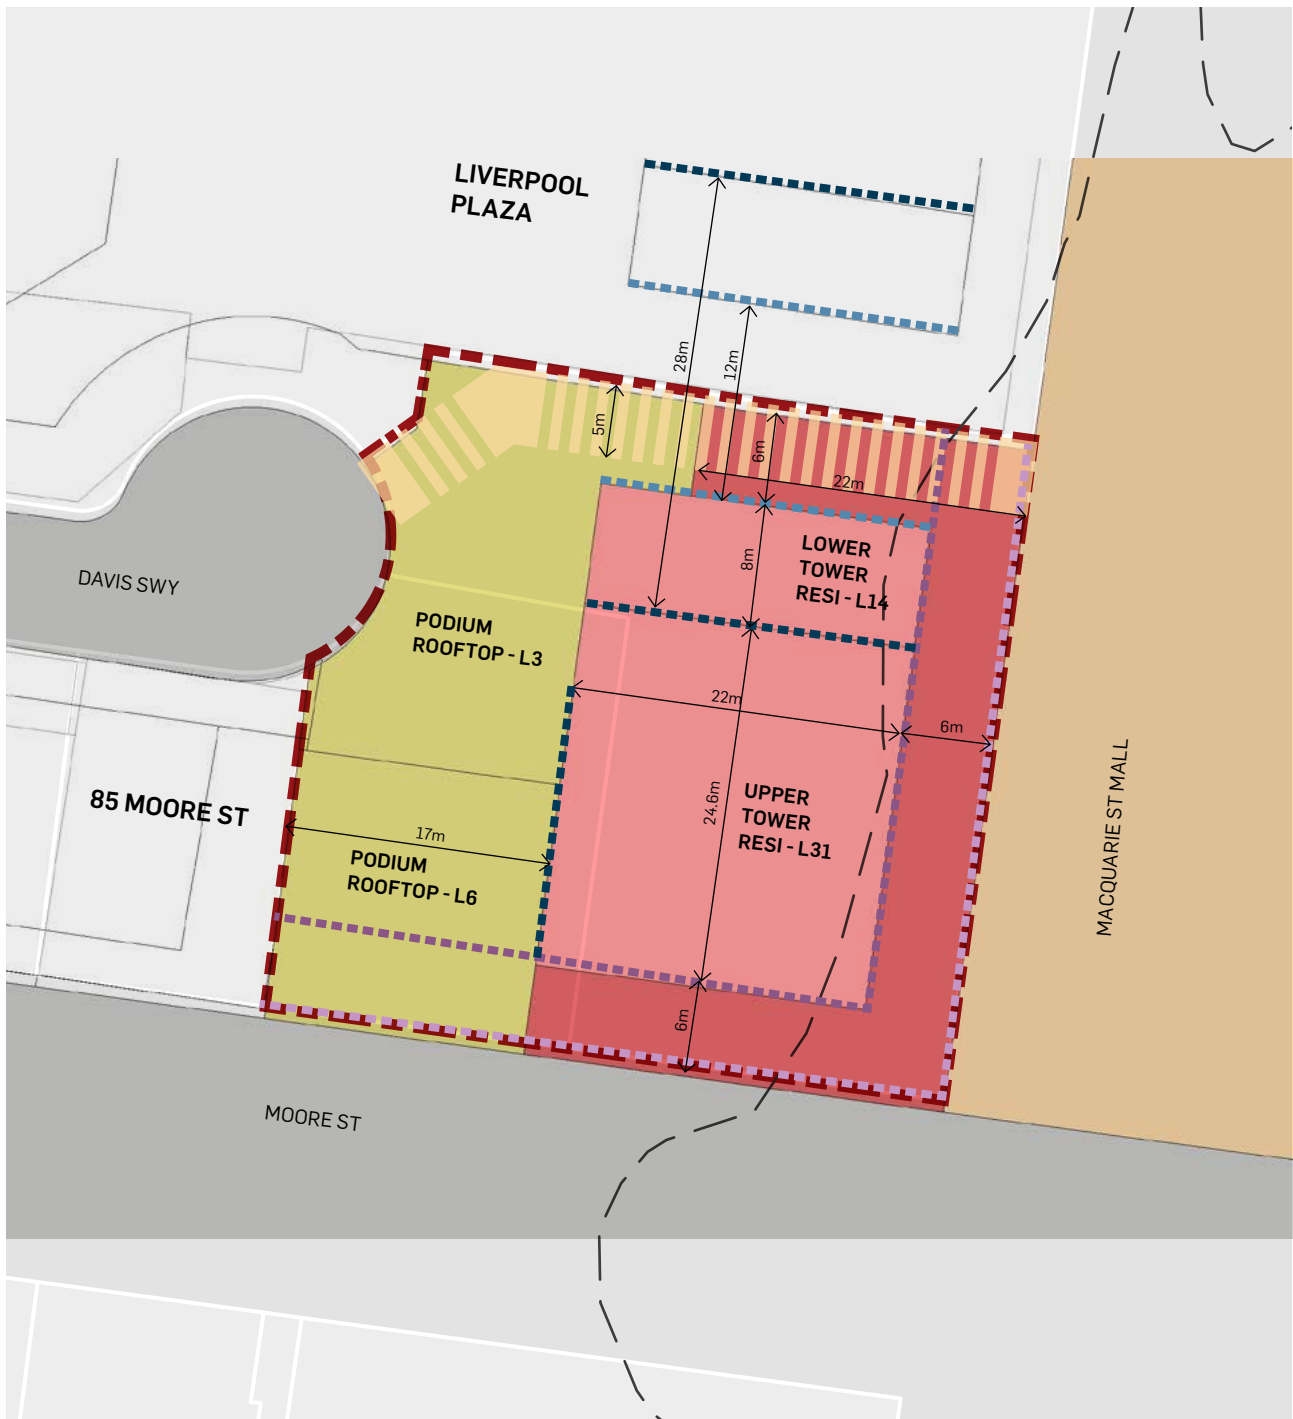 LIVERPOOL
PLAZA
28m
12m
5m
6m
22m
LOWER
TOWER
RESI - L14
8m
DAVIS SWY
PODIUM
ROOFTOP - L3
22m
6m
MACQUARIE ST MALL
85 MOORE ST
24.6m
UPPER
TOWER
RESI - L31
17m
PODIUM
ROOFTOP - L6
6m
MOORE ST